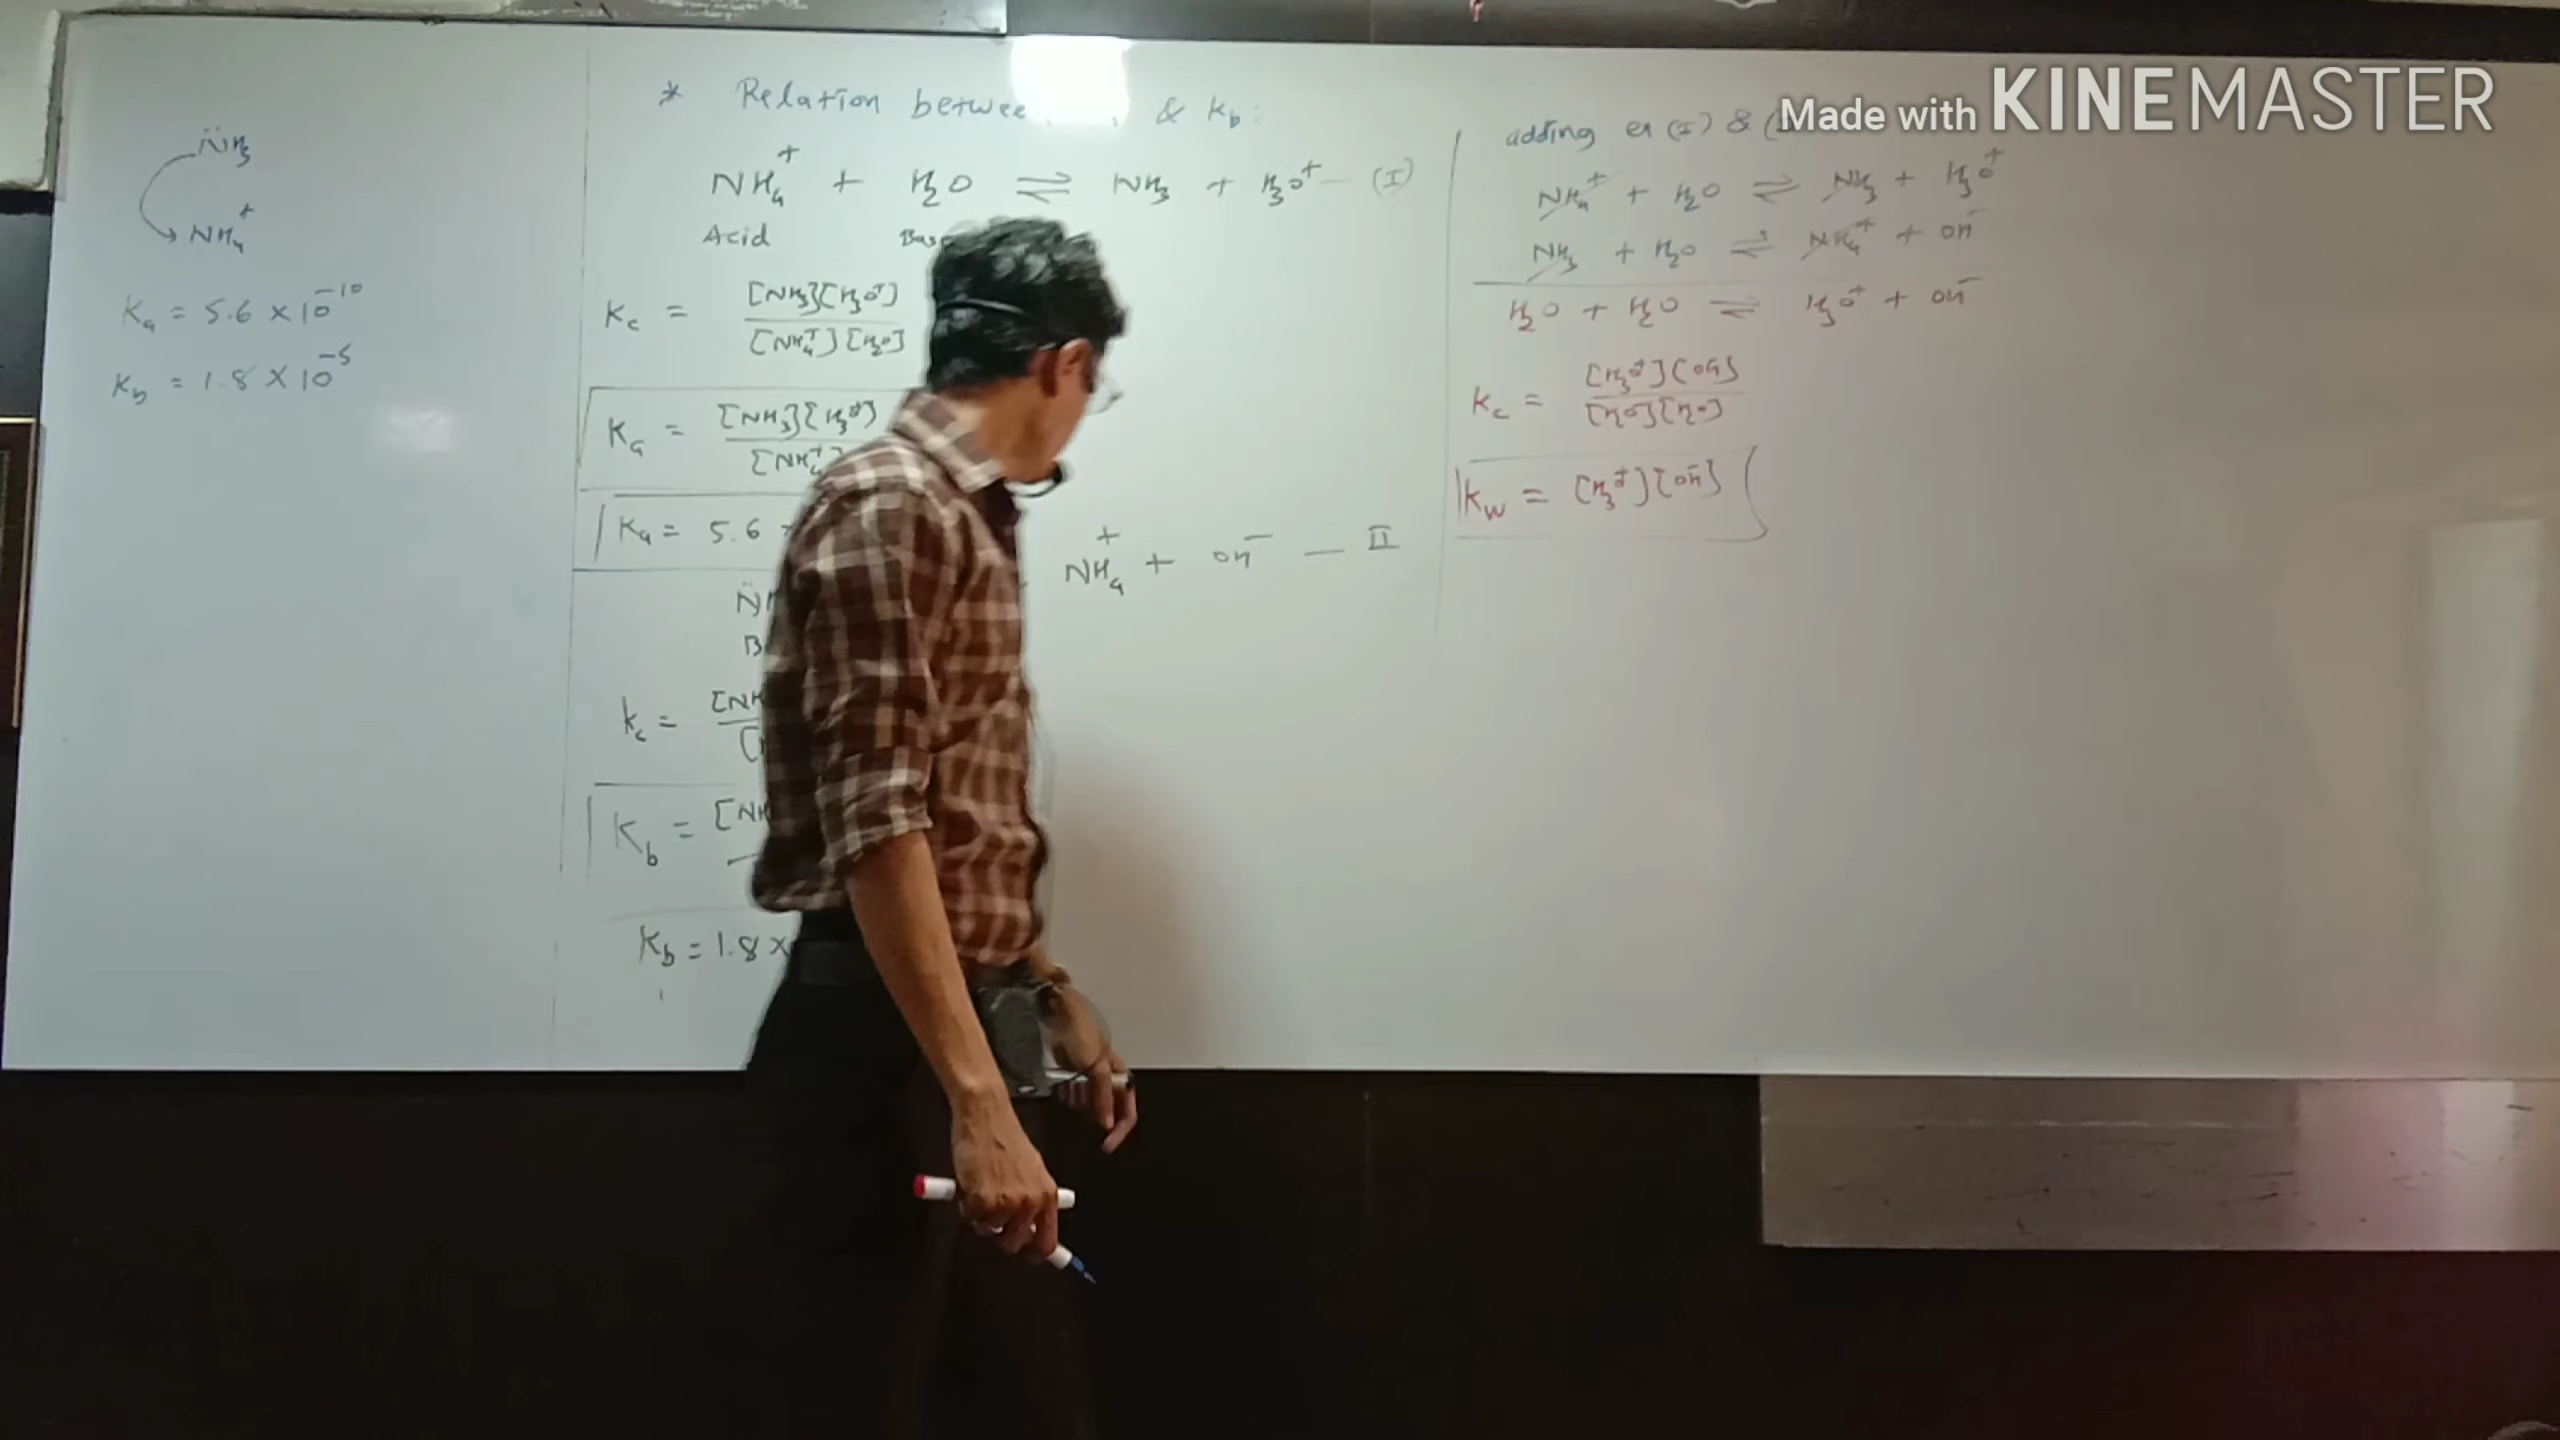 Made with KINEMASTER
N̈H₃
NH₄⁺
Ka = 5.6 × 10⁻¹⁰
Kb = 1.8 × 10⁻⁵
* Relation betwee & Kb :
NH₄⁺ + H₂O ⇌ NH₃ + H₃O⁺ — (I)
Acid Bas
Kc = [NH₃][H₃O⁺] / [NH₄⁺][H₂O]
Ka = [NH₃][H₃O⁺] / [NH₄⁺]
Ka = 5.6
NH₄⁺ + OH⁻ — II
Kc = [NH
Kb = [NH
Kb = 1.8 ×
adding eq (I) & (
NH₄⁺ + H₂O ⇌ NH₃ + H₃O⁺
NH₃ + H₂O ⇌ NH₄⁺ + OH⁻
H₂O + H₂O ⇌ H₃O⁺ + OH⁻
Kc = [H₃O⁺][OH⁻] / [H₂O][H₂O]
Kw = [H₃O⁺][OH⁻]